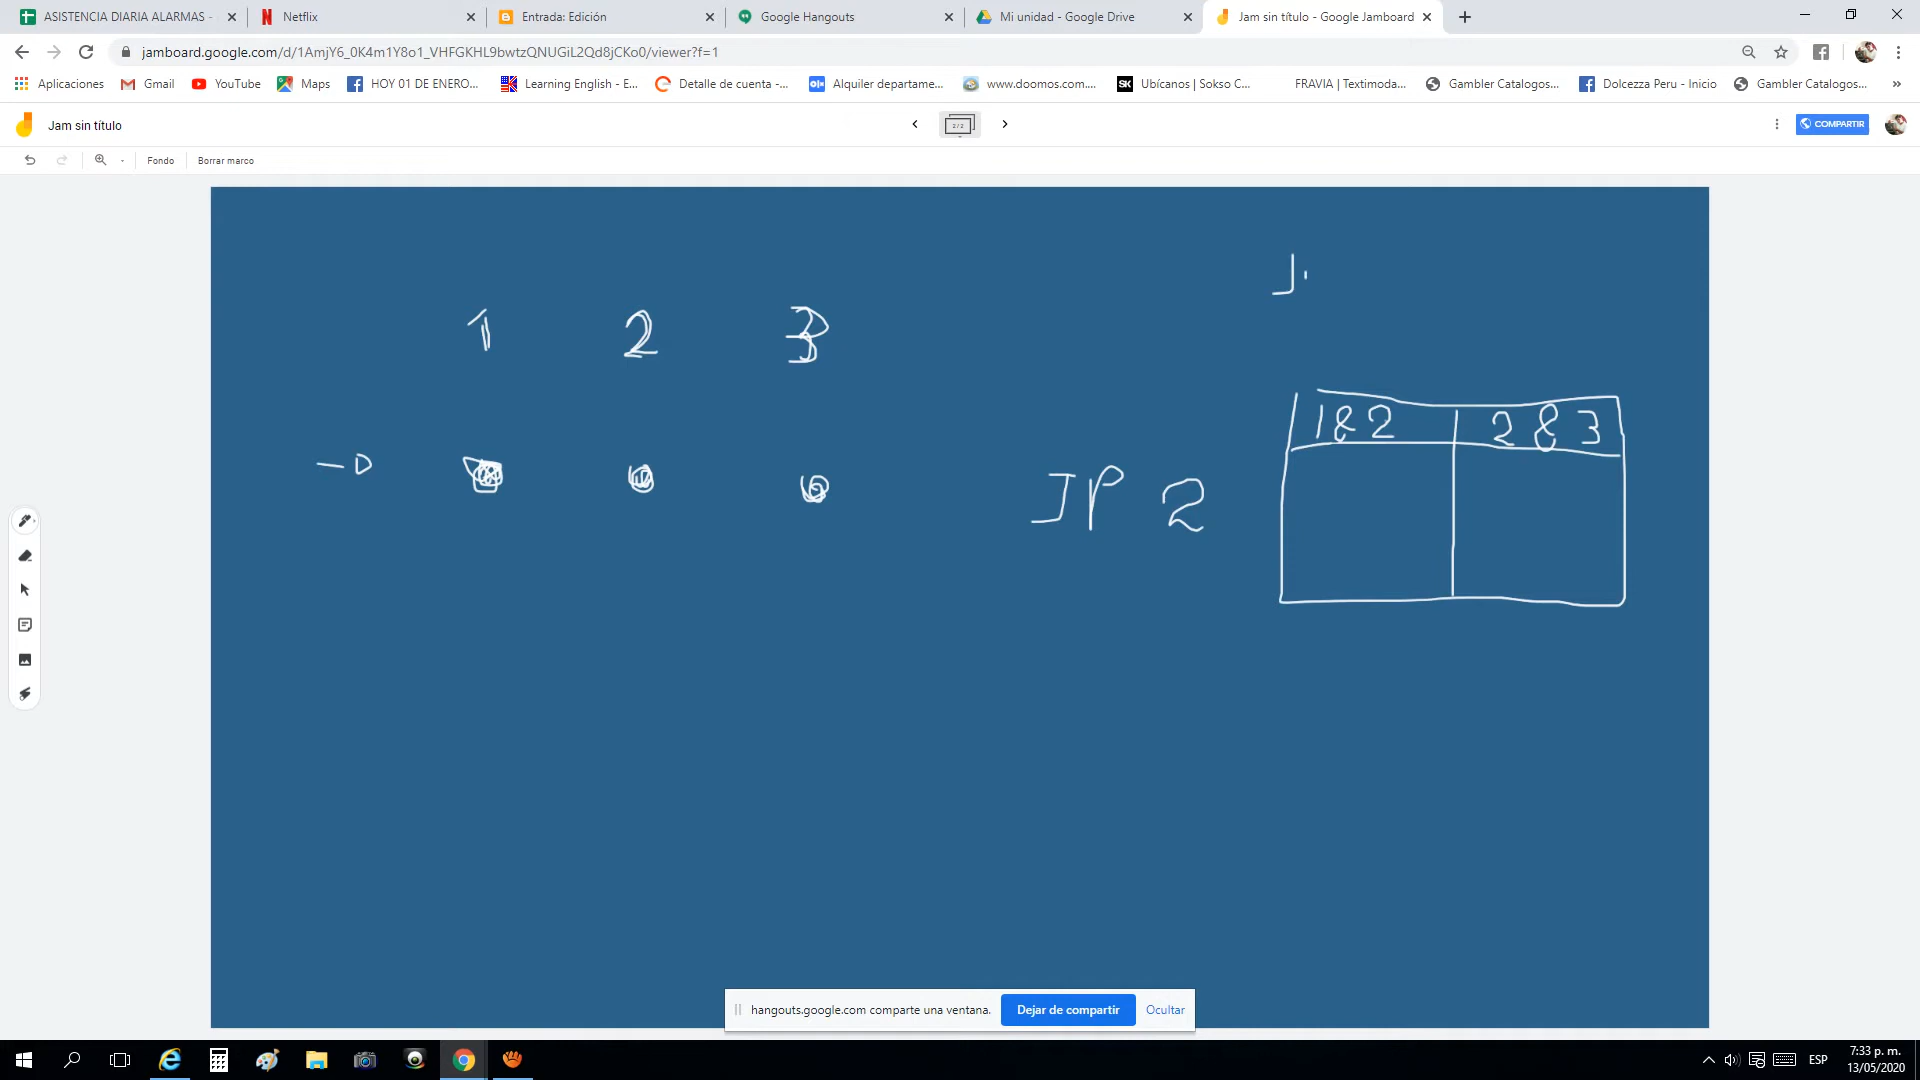 ASISTENCIA DIARIA ALARMAS -
Netflix
Entrada: Edición
Google Hangouts
Mi unidad - Google Drive
Jam sin título - Google Jamboard
jamboard.google.com/d/1AmjY6_0K4m1Y8o1_VHFGKHL9bwtzQNUGiL2Qd8jCKo0/viewer?f=1
Aplicaciones
Gmail
YouTube
Maps
HOY 01 DE ENERO...
Learning English - E...
Detalle de cuenta -...
Alquiler departame...
www.doomos.com....
Ubícanos | Sokso C...
FRAVIA | Textimoda...
Gambler Catalogos...
Dolcezza Peru - Inicio
Gambler Catalogos...
Jam sin título
2 / 2
COMPARTIR
Fondo
Borrar marco
1 2 3
1&2 2 & 3
JP 2
hangouts.google.com comparte una ventana.
Dejar de compartir
Ocultar
ESP
7:33 p. m.
13/05/2020